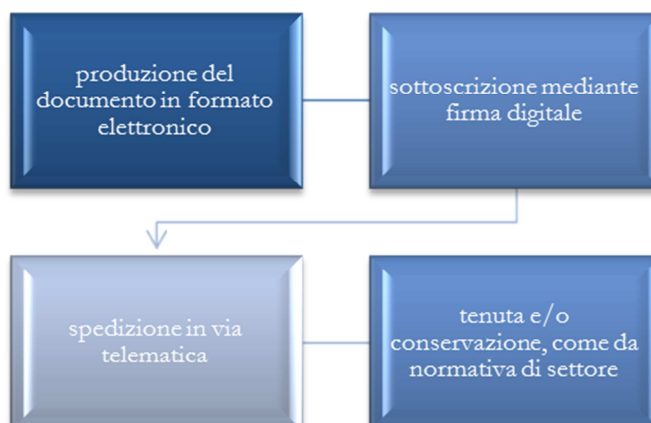 produzione del
documento in formato
elettronico
sottoscrizione mediante
firma digitale
spedizione in via
telematica
tenuta e/o
conservazione, come da
normativa di settore